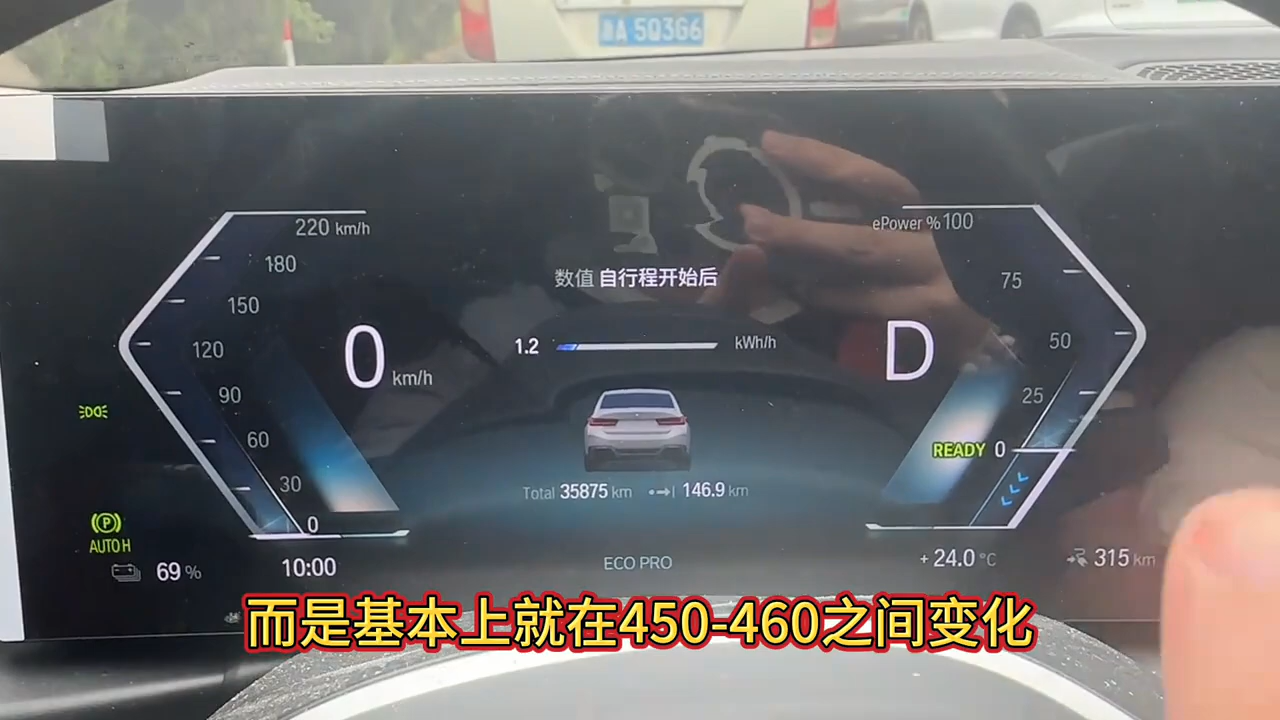 A 5Q3G6
220 km/h
180
150
120
90
60
30
0
0 km/h
数值 自行程开始后
1.2 kWh/h
Total 35875 km 146.9 km
ECO PRO
D
ePower % 100
75
50
25
READY 0
P
AUTO H
69 %
10:00
+ 24.0 °C
315 km
而是基本上就在450-460之间变化